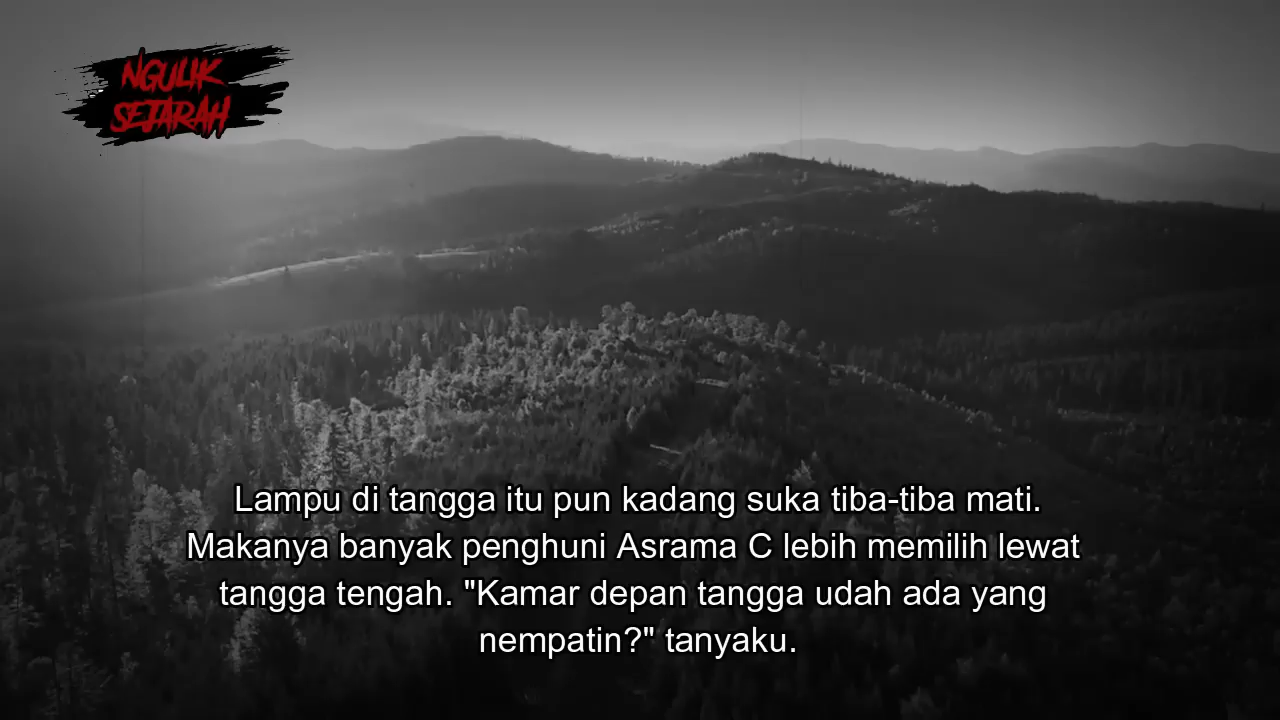 NGULIK
SEJARAH
Lampu di tangga itu pun kadang suka tiba-tiba mati.
Makanya banyak penghuni Asrama C lebih memilih lewat
tangga tengah. "Kamar depan tangga udah ada yang
nempatin?" tanyaku.